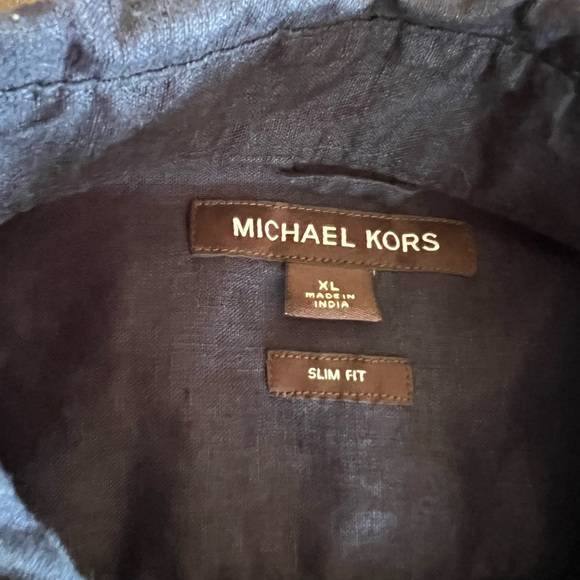 MICHAEL KORS
XL
MADE IN
INDIA
SLIM FIT